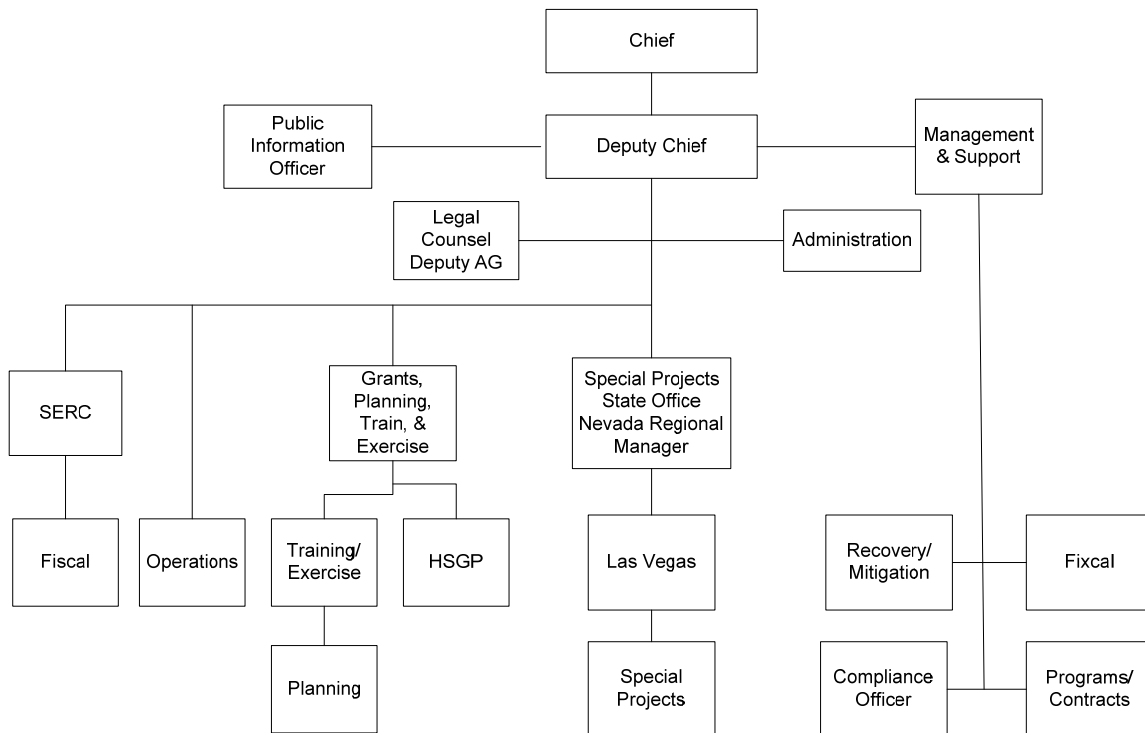 Chief
Public
Information
Officer
Deputy Chief
Management
& Support
Legal
Counsel
Deputy AG
Administration
SERC
Grants,
Planning,
Train, &
Exercise
Special Projects
State Office
Nevada Regional
Manager
Fiscal
Operations
Training/
Exercise
HSGP
Las Vegas
Recovery/
Mitigation
Fixcal
Planning
Special
Projects
Compliance
Officer
Programs/
Contracts